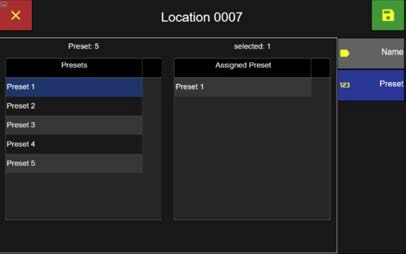 Location 0007
Preset: 5
selected: 1
Presets
Preset 1
Preset 2
Preset 3
Preset 4
Preset 5
Assigned Preset
Preset 1
Name
123 Preset